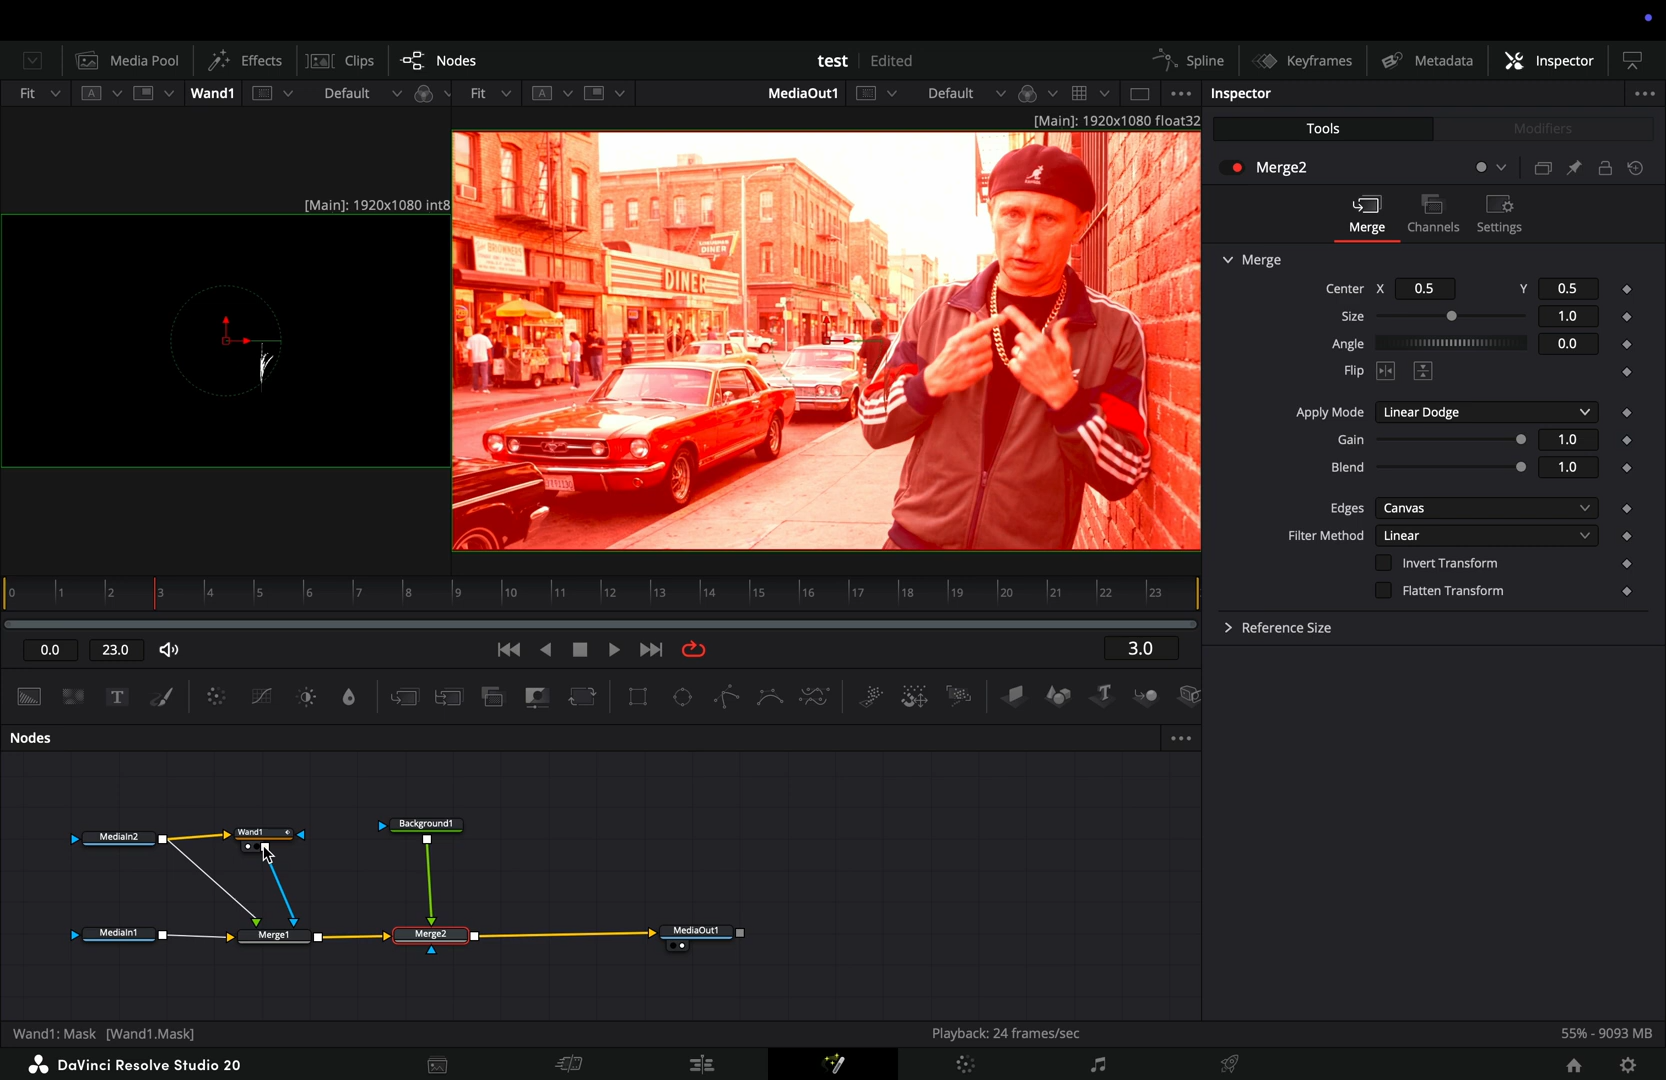 Media Pool
Effects
Clips
Nodes
test
Edited
Spline
Keyframes
Metadata
Inspector
Fit
A
Wand1
Default
Fit
A
MediaOut1
Default
Inspector
[Main]: 1920x1080 float32
Tools
Modifiers
Merge2
[Main]: 1920x1080 int8
Merge
Channels
Settings
Merge
Center X 0.5 Y 0.5
Size 1.0
Angle 0.0
Flip
Apply Mode Linear Dodge
Gain 1.0
Blend 1.0
Edges Canvas
Filter Method Linear
Invert Transform
Flatten Transform
Reference Size
DINER
0 1 2 3 4 5 6 7 8 9 10 11 12 13 14 15 16 17 18 19 20 21 22 23
0.0
23.0
3.0
T
Nodes
MediaIn2
Wand1
Background1
MediaIn1
Merge1
Merge2
MediaOut1
Wand1: Mask [Wand1.Mask]
Playback: 24 frames/sec
55% - 9093 MB
DaVinci Resolve Studio 20